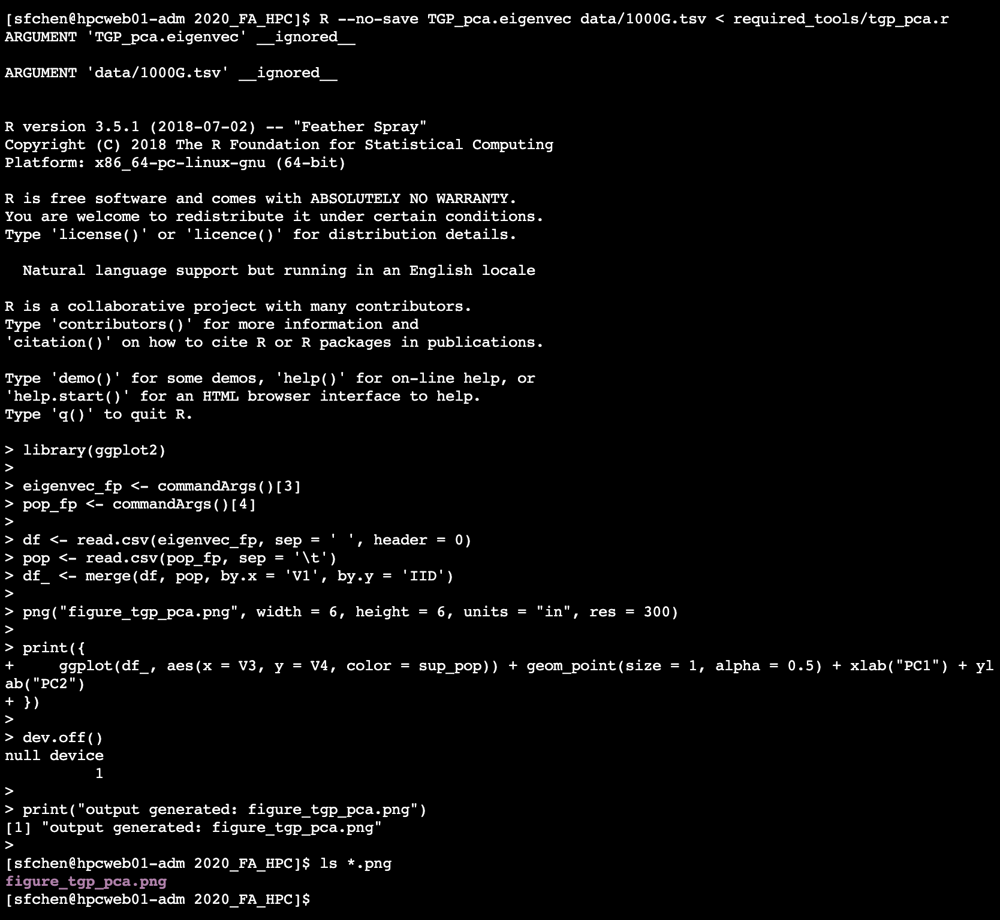 [sfchen@hpcweb01-adm 2020_FA_HPC]$ R --no-save TGP_pca.eigenvec data/1000G.tsv < required_tools/tgp_pca.r
ARGUMENT 'TGP_pca.eigenvec' __ignored__
ARGUMENT 'data/1000G.tsv' __ignored__
R version 3.5.1 (2018-07-02) -- "Feather Spray"
Copyright (C) 2018 The R Foundation for Statistical Computing
Platform: x86_64-pc-linux-gnu (64-bit)
R is free software and comes with ABSOLUTELY NO WARRANTY.
You are welcome to redistribute it under certain conditions.
Type 'license()' or 'licence()' for distribution details.
  Natural language support but running in an English locale
R is a collaborative project with many contributors.
Type 'contributors()' for more information and
'citation()' on how to cite R or R packages in publications.
Type 'demo()' for some demos, 'help()' for on-line help, or
'help.start()' for an HTML browser interface to help.
Type 'q()' to quit R.
> library(ggplot2)
>
> eigenvec_fp <- commandArgs()[3]
> pop_fp <- commandArgs()[4]
>
> df <- read.csv(eigenvec_fp, sep = ' ', header = 0)
> pop <- read.csv(pop_fp, sep = '\t')
> df_ <- merge(df, pop, by.x = 'V1', by.y = 'IID')
>
> png("figure_tgp_pca.png", width = 6, height = 6, units = "in", res = 300)
>
> print({
+     ggplot(df_, aes(x = V3, y = V4, color = sup_pop)) + geom_point(size = 1, alpha = 0.5) + xlab("PC1") + yl
ab("PC2")
+ })
>
> dev.off()
null device
          1
>
> print("output generated: figure_tgp_pca.png")
[1] "output generated: figure_tgp_pca.png"
>
[sfchen@hpcweb01-adm 2020_FA_HPC]$ ls *.png
figure_tgp_pca.png
[sfchen@hpcweb01-adm 2020_FA_HPC]$